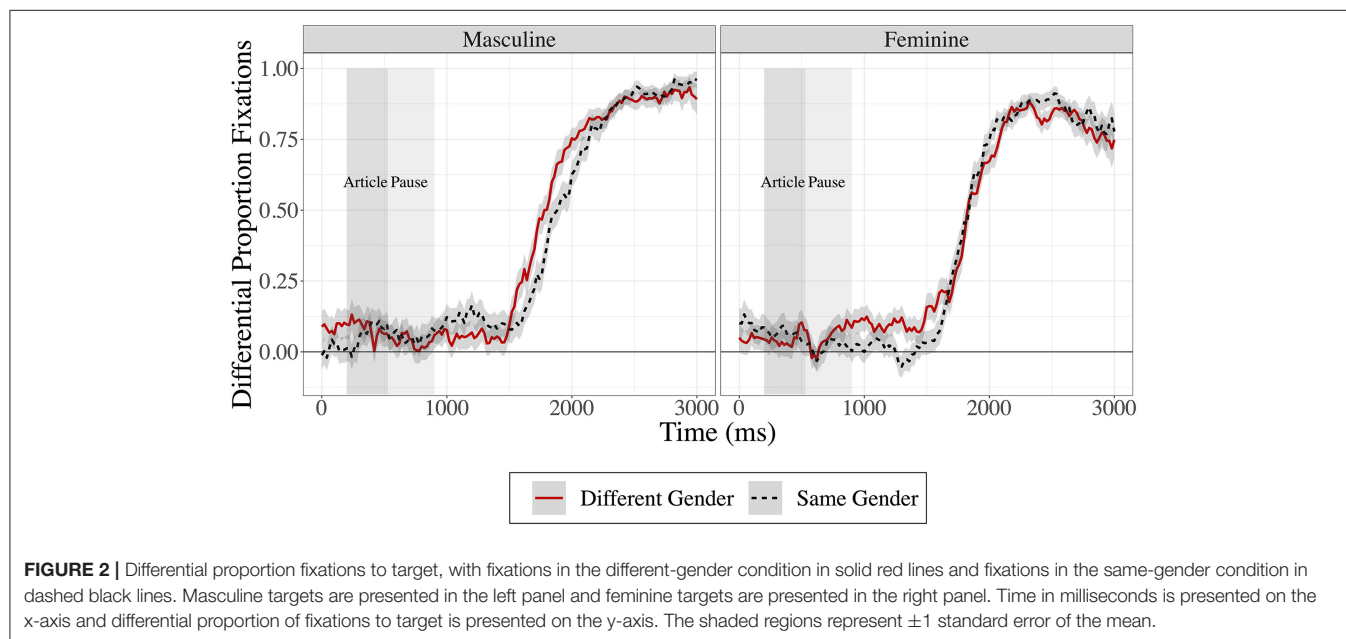 Masculine
Feminine
Differential Proportion Fixations
1.00
0.75
0.50
0.25
0.00
Article Pause
Article Pause
0
1000
2000
3000
0
1000
2000
3000
Time (ms)
Different Gender
Same Gender
FIGURE 2 | Differential proportion fixations to target, with fixations in the different-gender condition in solid red lines and fixations in the same-gender condition in
dashed black lines. Masculine targets are presented in the left panel and feminine targets are presented in the right panel. Time in milliseconds is presented on the
x-axis and differential proportion of fixations to target is presented on the y-axis. The shaded regions represent ±1 standard error of the mean.